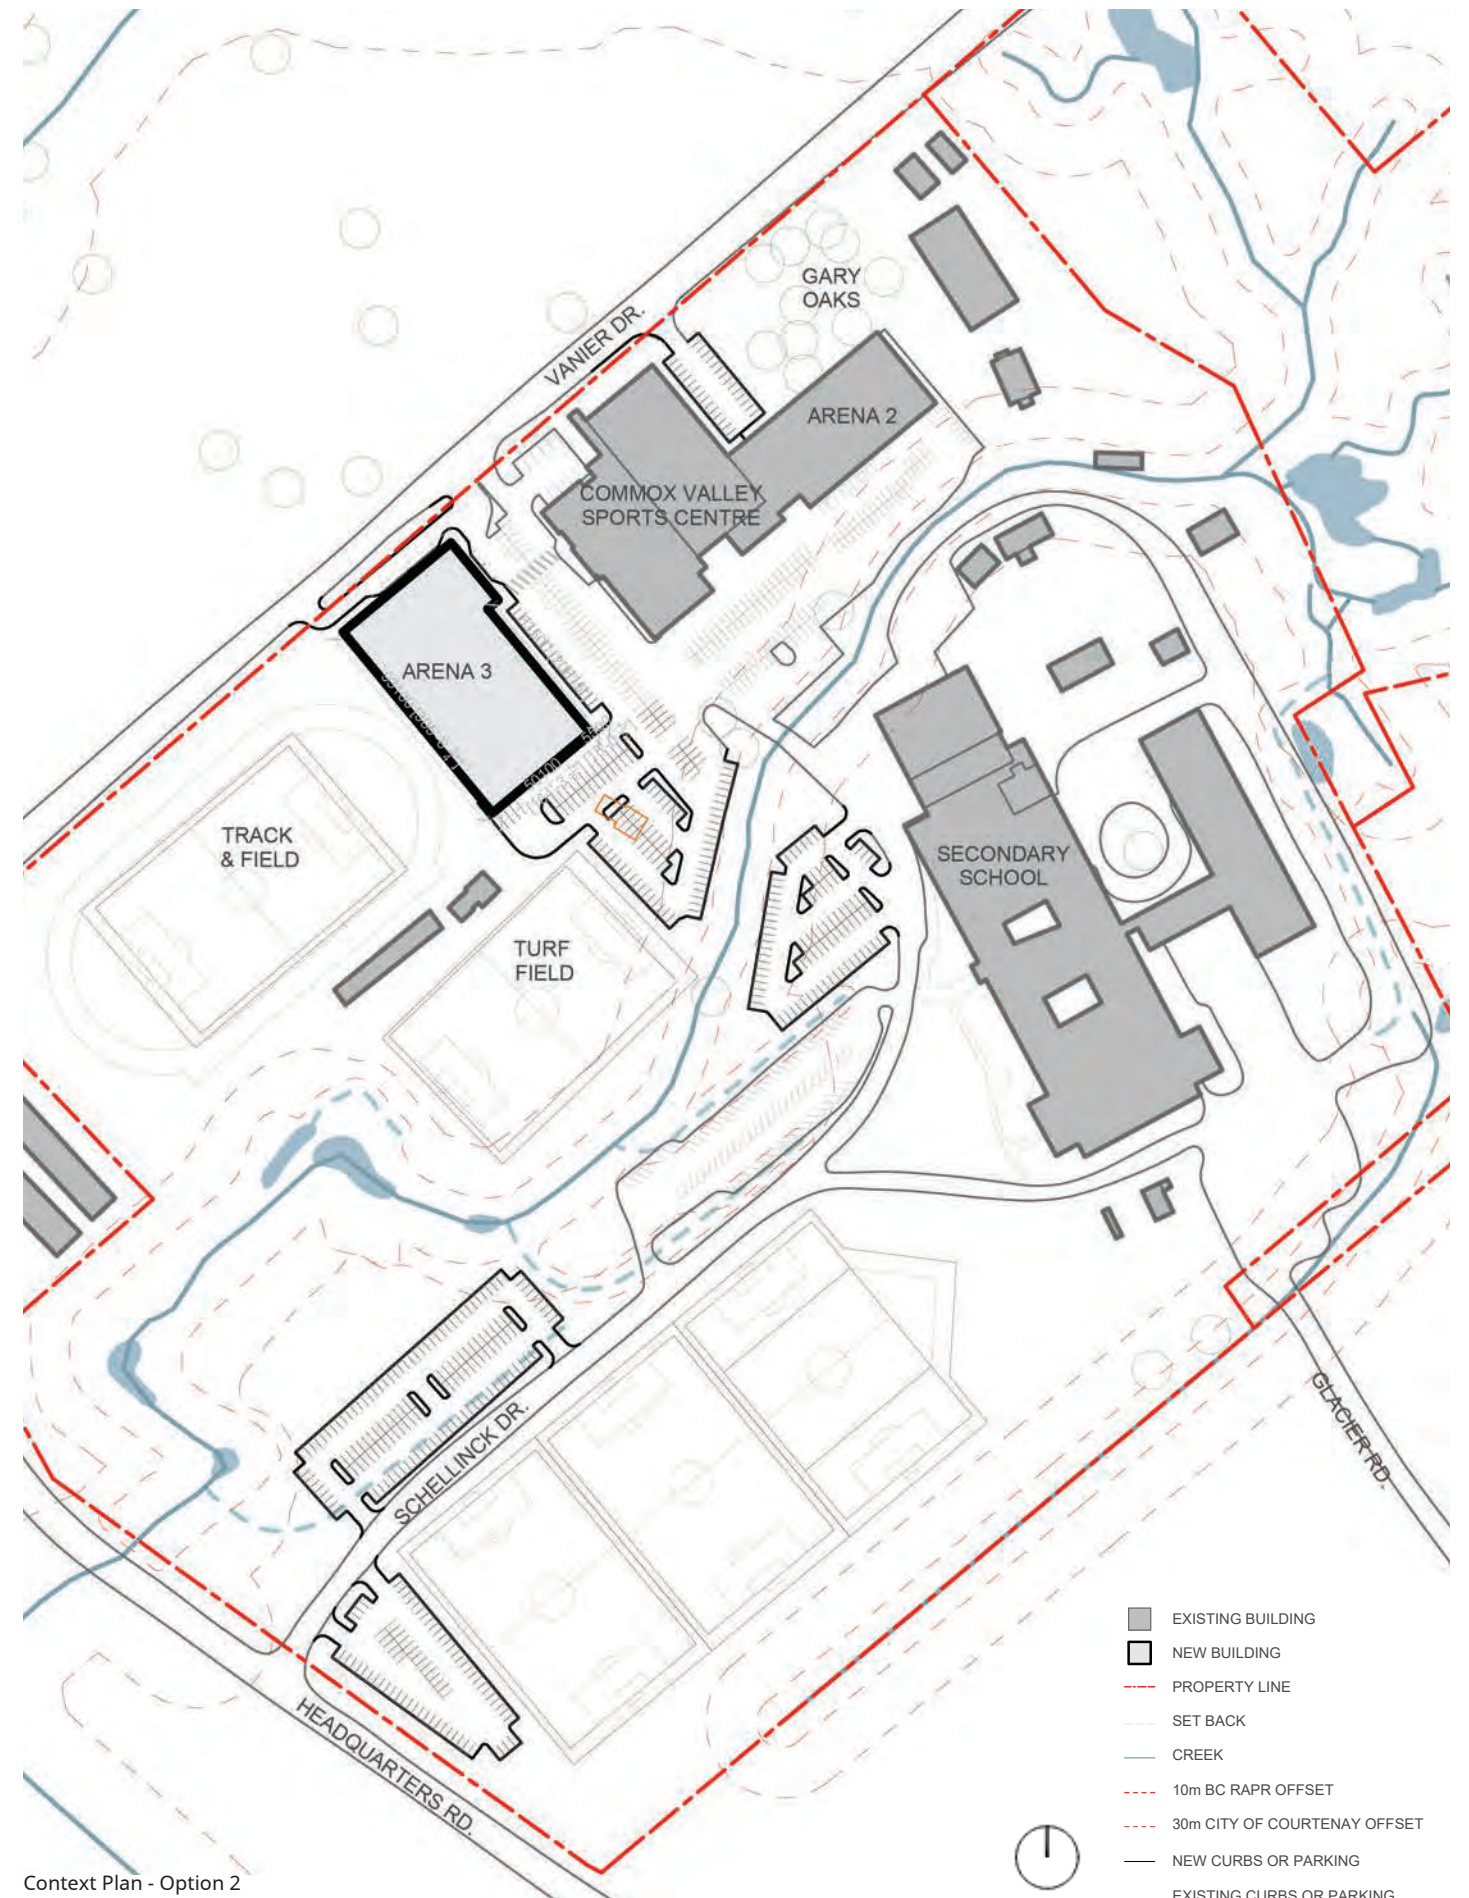 GARY
OAKS
VANIER DR.
ARENA 2
COMMOX VALLEY
SPORTS CENTRE
ARENA 3
TRACK
& FIELD
SECONDARY
SCHOOL
TURF
FIELD
SCHELLINCK DR.
GLACIER RD.
HEADQUARTERS RD.
EXISTING BUILDING
NEW BUILDING
PROPERTY LINE
SET BACK
CREEK
10m BC RAPR OFFSET
30m CITY OF COURTENAY OFFSET
NEW CURBS OR PARKING
EXISTING CURBS OR PARKING
Context Plan - Option 2